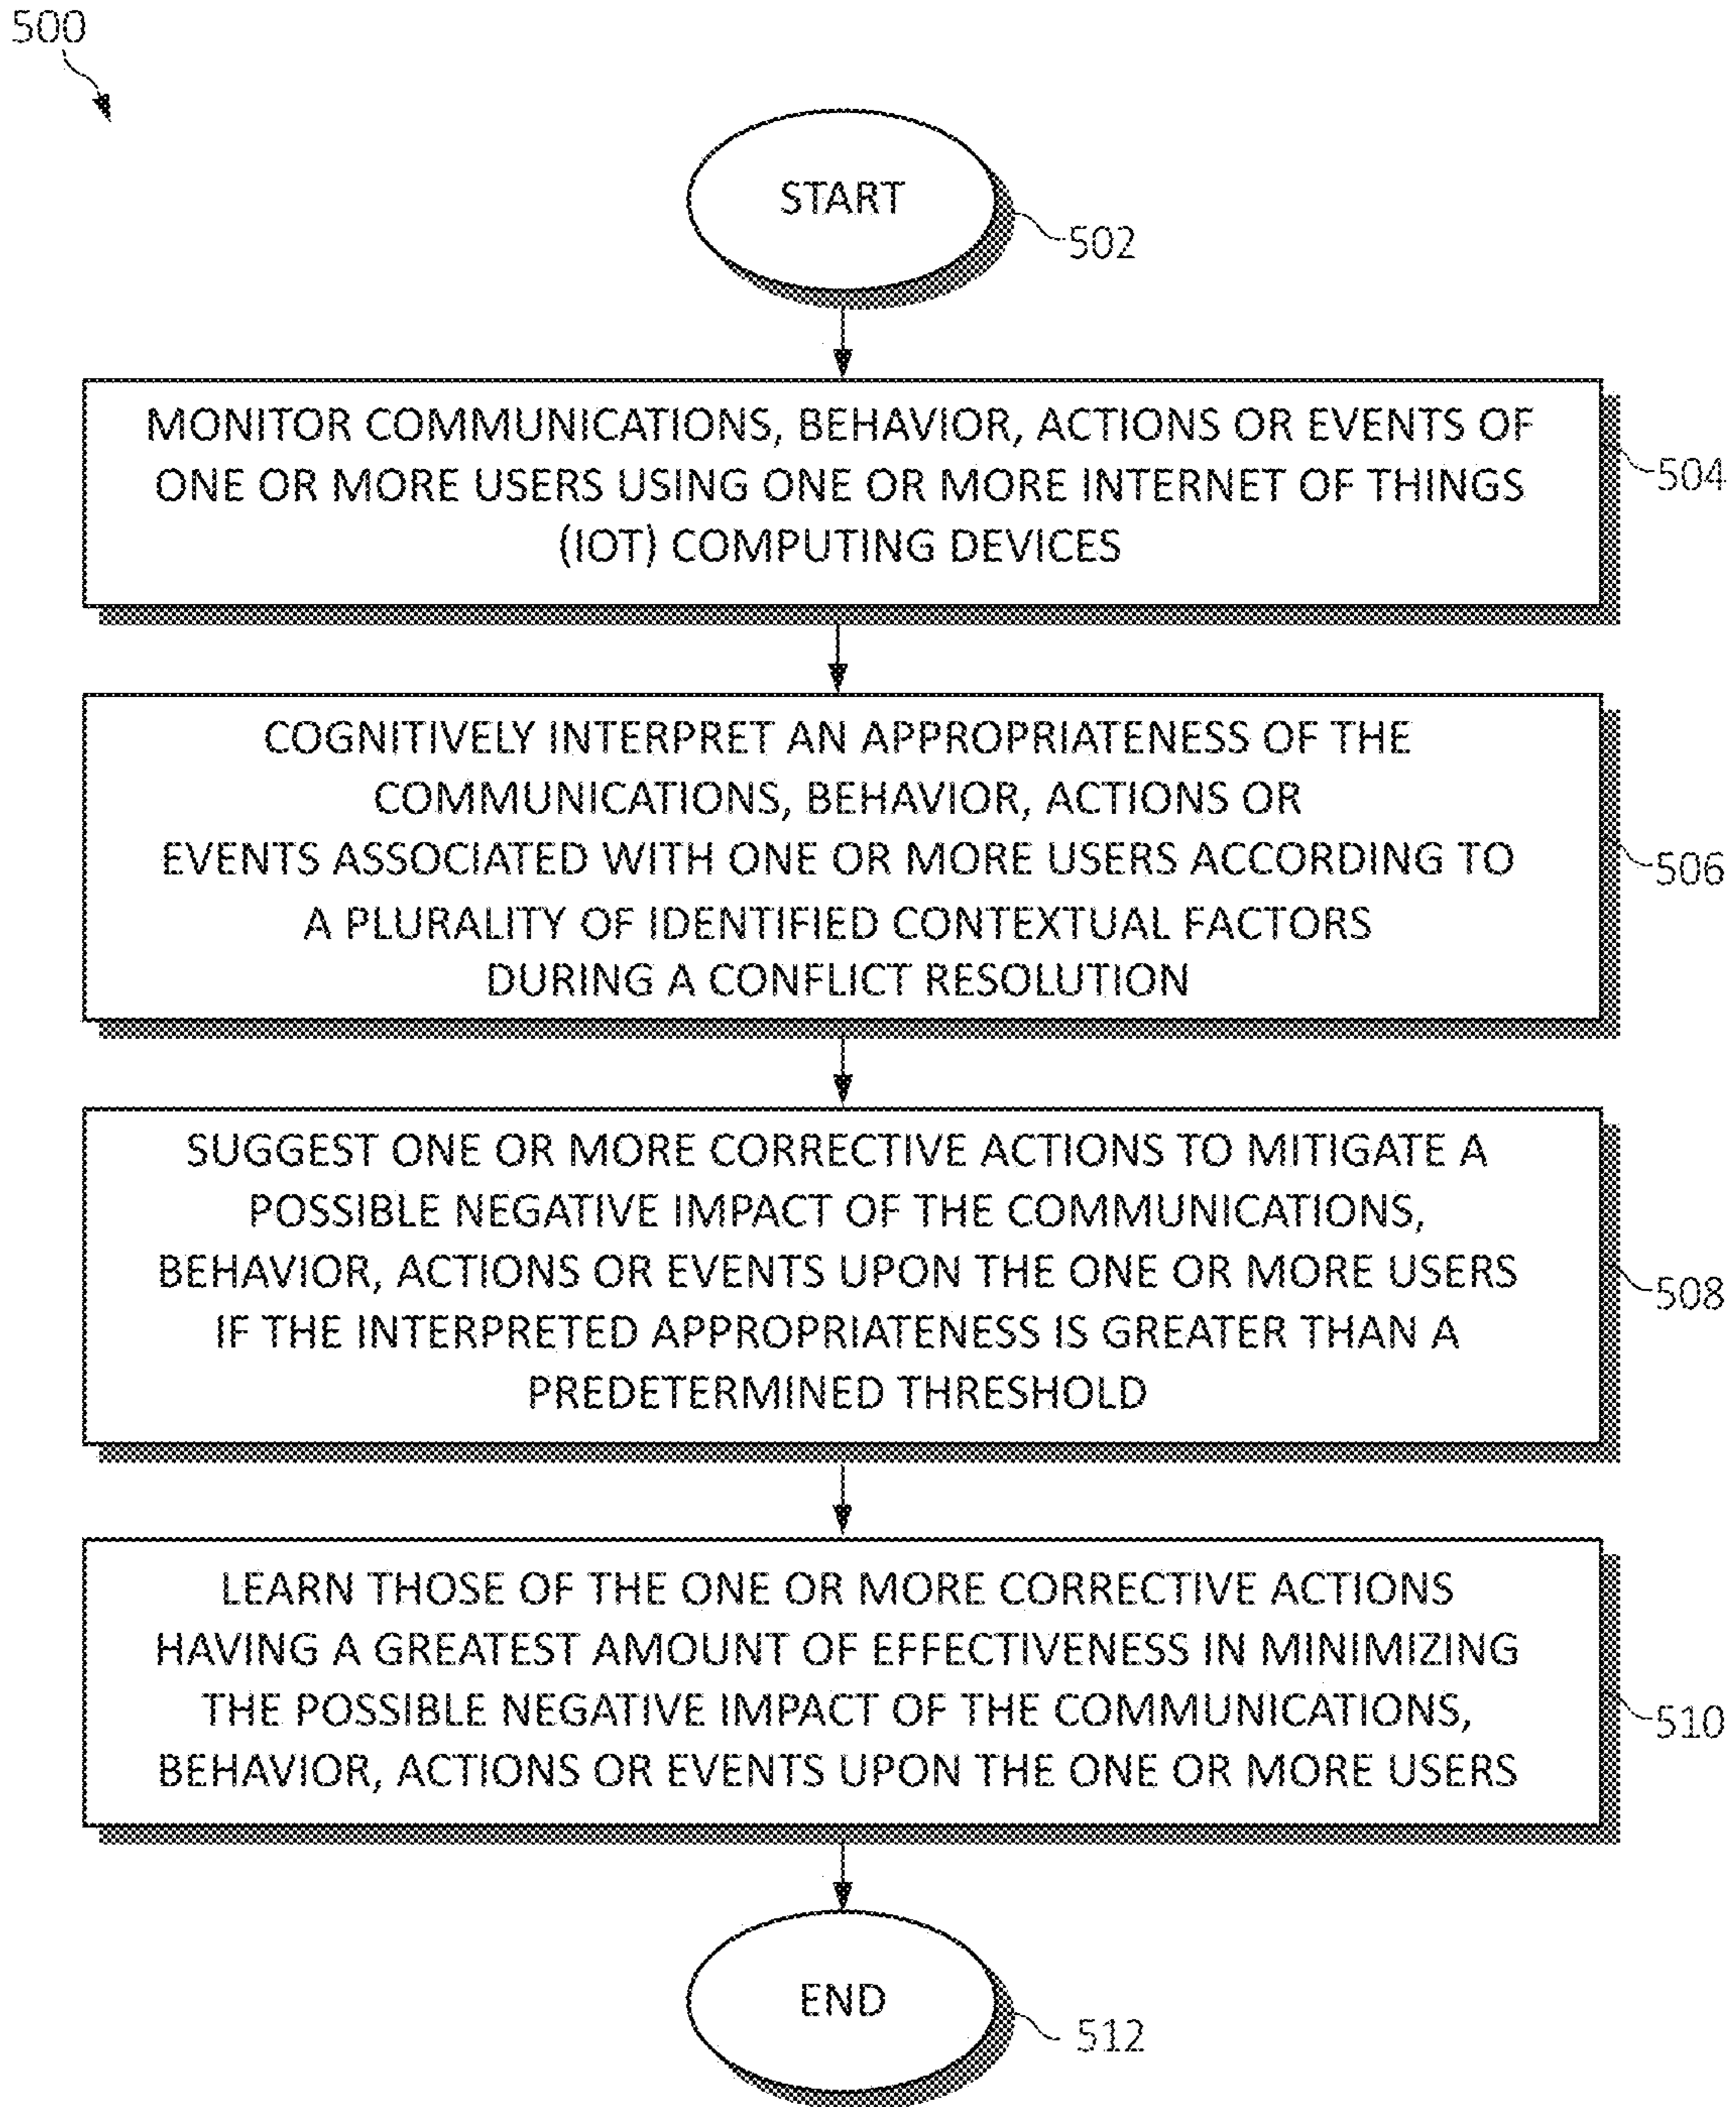 500
START
502
MONITOR COMMUNICATIONS, BEHAVIOR, ACTIONS OR EVENTS OF
ONE OR MORE USERS USING ONE OR MORE INTERNET OF THINGS
(IOT) COMPUTING DEVICES
504
COGNITIVELY INTERPRET AN APPROPRIATENESS OF THE
COMMUNICATIONS, BEHAVIOR, ACTIONS OR
EVENTS ASSOCIATED WITH ONE OR MORE USERS ACCORDING TO
A PLURALITY OF IDENTIFIED CONTEXTUAL FACTORS
DURING A CONFLICT RESOLUTION
506
SUGGEST ONE OR MORE CORRECTIVE ACTIONS TO MITIGATE A
POSSIBLE NEGATIVE IMPACT OF THE COMMUNICATIONS,
BEHAVIOR, ACTIONS OR EVENTS UPON THE ONE OR MORE USERS
IF THE INTERPRETED APPROPRIATENESS IS GREATER THAN A
PREDETERMINED THRESHOLD
508
LEARN THOSE OF THE ONE OR MORE CORRECTIVE ACTIONS
HAVING A GREATEST AMOUNT OF EFFECTIVENESS IN MINIMIZING
THE POSSIBLE NEGATIVE IMPACT OF THE COMMUNICATIONS,
BEHAVIOR, ACTIONS OR EVENTS UPON THE ONE OR MORE USERS
510
END
512